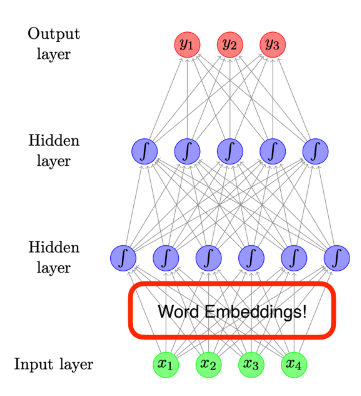 Output
layer
y1 y2 y3
Hidden
layer
∫ ∫ ∫ ∫ ∫
Hidden
layer
∫ ∫ ∫ ∫ ∫ ∫
Word Embeddings!
Input layer
x1 x2 x3 x4